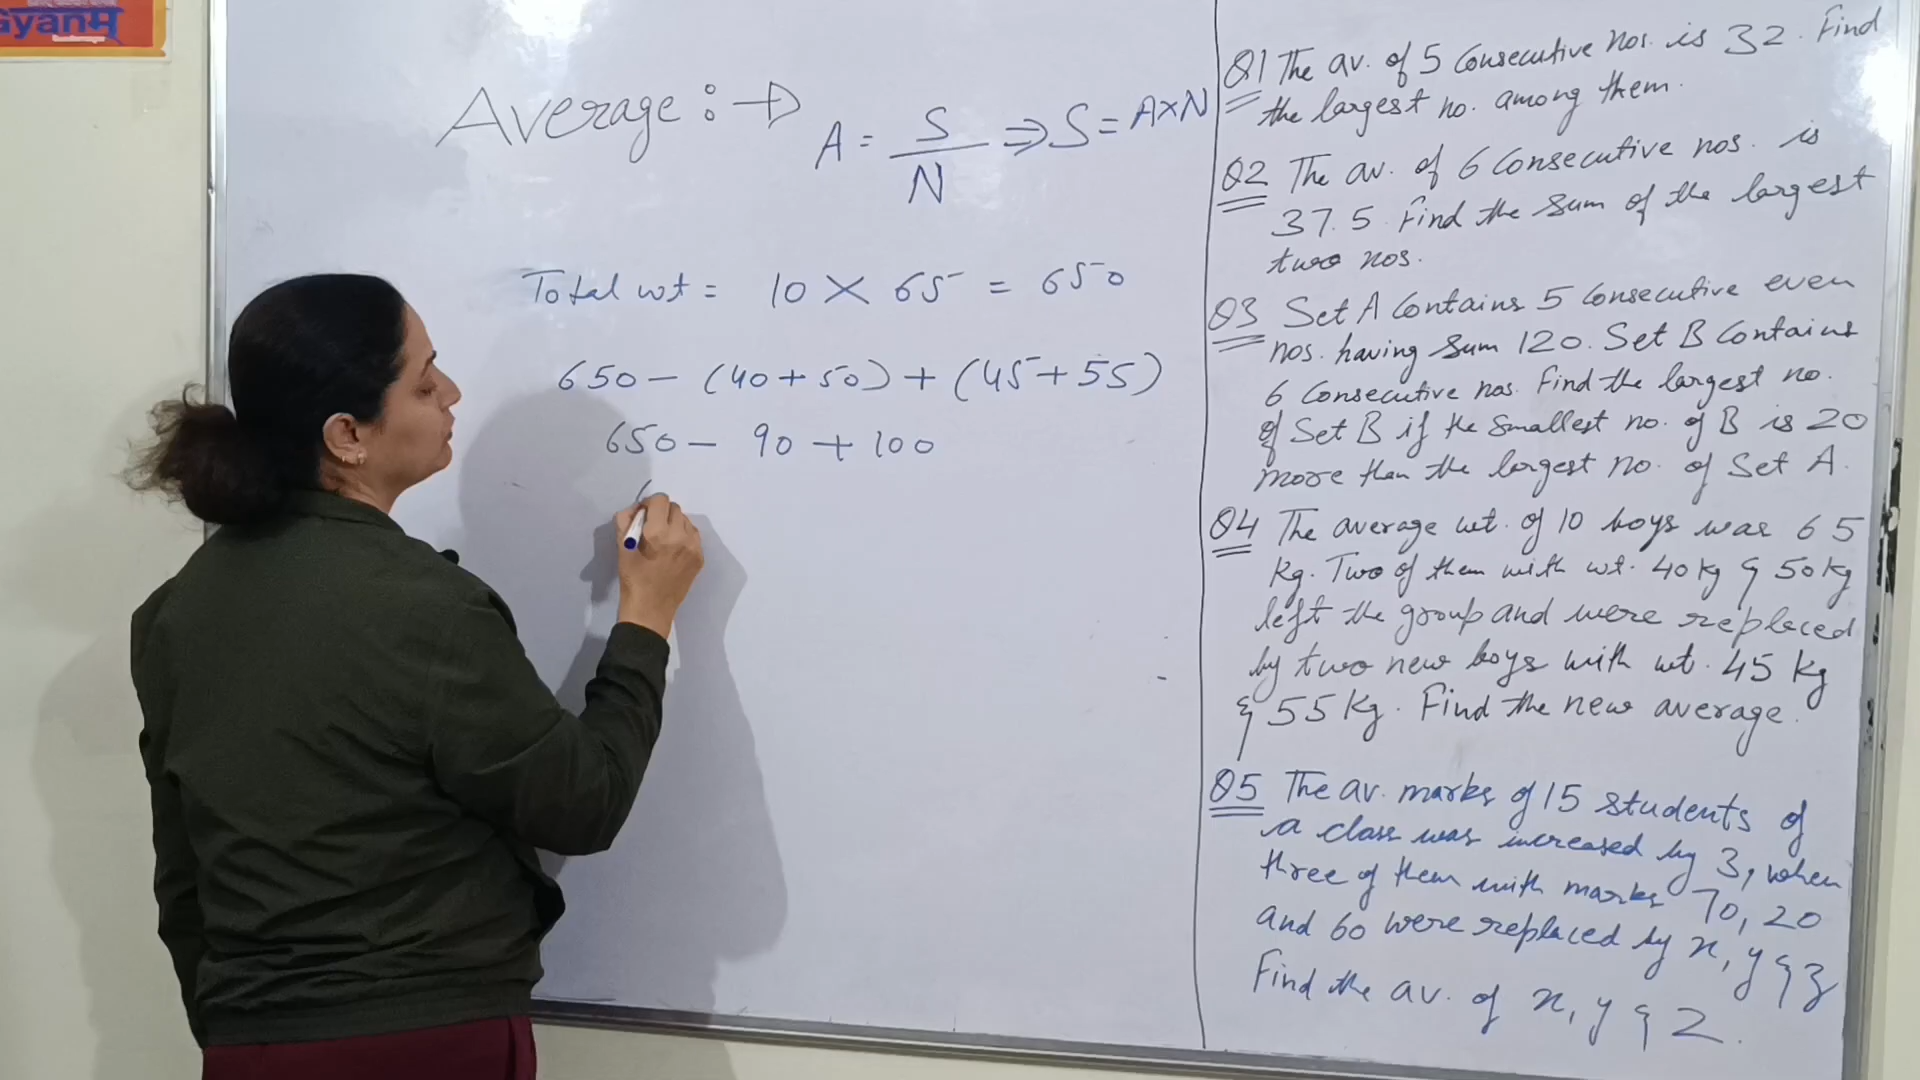 Gyanम्
Average :→
A = S/N ⇒ S = A×N
Total wt = 10 × 65 = 650
650 - (40+50) + (45+55)
650 - 90 + 100
Q1 The av. of 5 Consecutive nos. is 32. Find
the largest no. among them.
Q2 The av. of 6 Consecutive nos. is
37.5. Find the sum of the largest
two nos.
Q3 Set A Contains 5 Consecutive even
nos. having sum 120. Set B Contains
6 Consecutive nos. Find the largest no.
of Set B if the smallest no. of B is 20
more than the largest no. of Set A.
Q4 The average wt. of 10 boys was 65
kg. Two of them with wt. 40 kg & 50 kg
left the group and were replaced
by two new boys with wt. 45 kg
& 55 kg. Find the new average.
Q5 The av. marks of 15 students of
a class was increased by 3, when
three of them with marks 70, 20
and 60 were replaced by x, y & z
Find the av. of x, y & z.